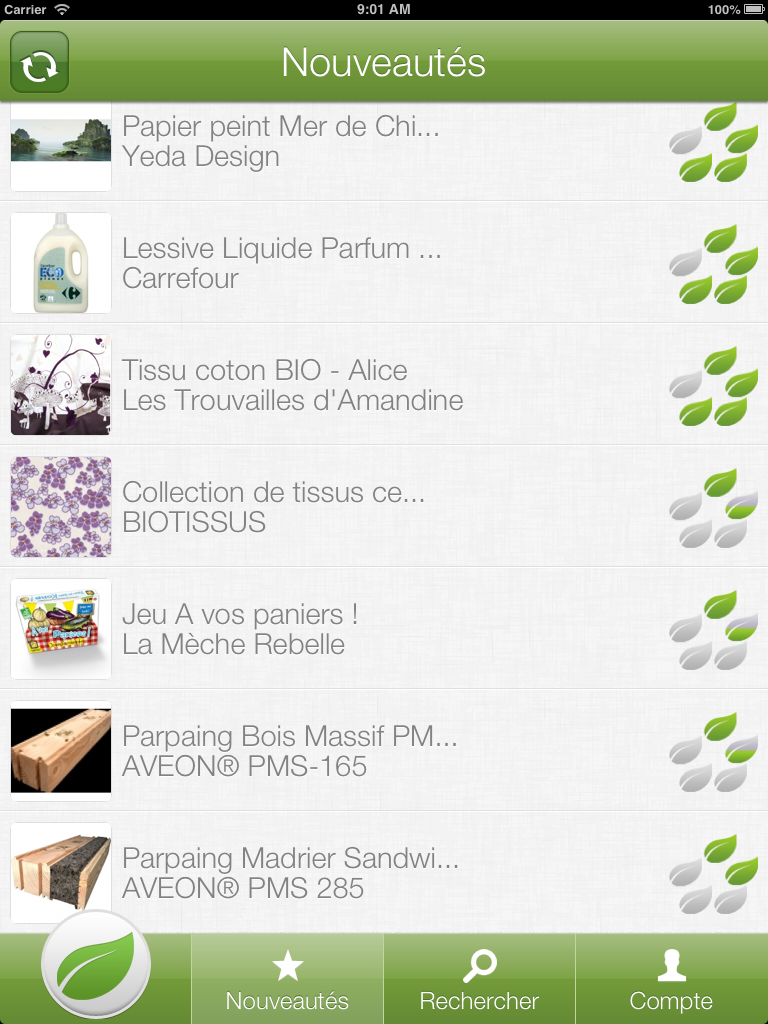 Carrier
9:01 AM
100%
Nouveautés
Papier peint Mer de Chi...
Yeda Design
Lessive Liquide Parfum ...
Carrefour
ECO
Tissu coton BIO - Alice
Les Trouvailles d'Amandine
Collection de tissus ce...
BIOTISSUS
Jeu A vos paniers !
La Mèche Rebelle
Parpaing Bois Massif PM...
AVEON® PMS-165
Parpaing Madrier Sandwi...
AVEON® PMS 285
Nouveautés
Rechercher
Compte